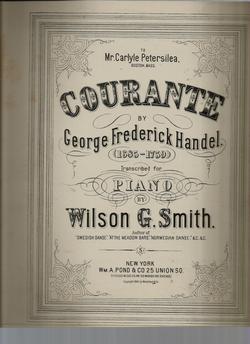 TO
Mr. Carlyle Petersilea,
BOSTON, MASS.
COURANTE
BY
George Frederick Handel.
(1685-1759)
Transcribed for
PIANO
BY
Wilson G. Smith.
Author of
"SWEDISH DANCE," "AT THE MEADOW GATE," "NORWEGIAN DANCE," &C. &C.
NEW YORK
WM. A. POND & CO. 25 UNION SQ.